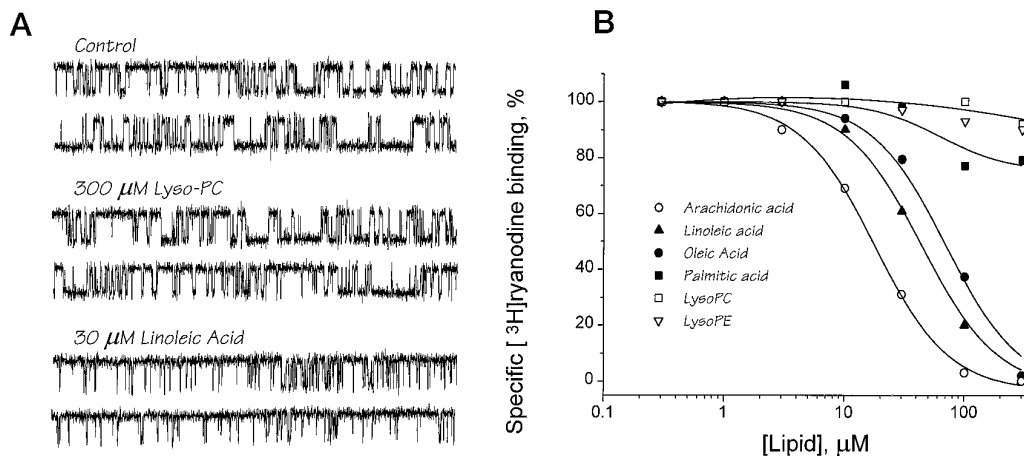 A
Control
300 µM Lyso-PC
30 µM Linoleic Acid
B
Specific [³H]ryanodine binding, %
100
80
60
40
20
0
Arachidonic acid
Linoleic acid
Oleic Acid
Palmitic acid
LysoPC
LysoPE
0.1
1
10
100
[Lipid], µM